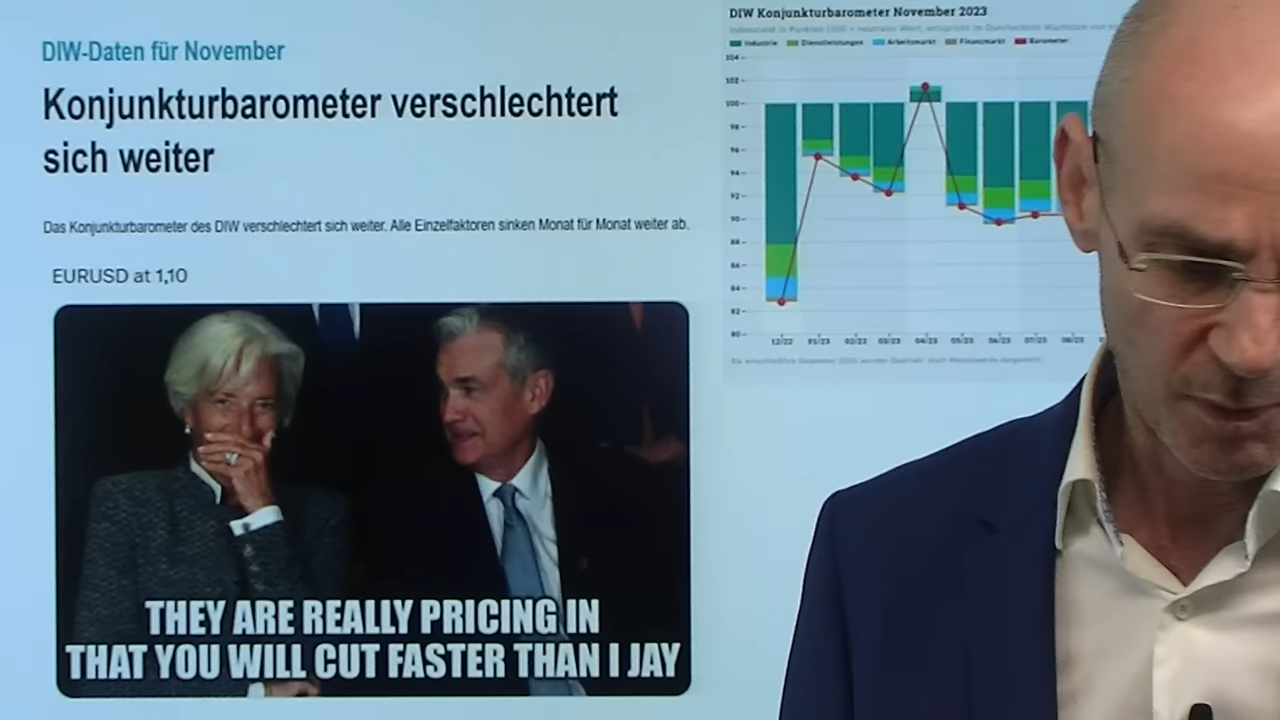 DIW-Daten für November
Konjunkturbarometer verschlechtert
sich weiter
Das Konjunkturbarometer des DIW verschlechtert sich weiter. Alle Einzelfaktoren sinken Monat für Monat weiter ab.
EURUSD at 1,10
THEY ARE REALLY PRICING IN
THAT YOU WILL CUT FASTER THAN I JAY
DIW Konjunkturbarometer November 2023
Industrie Dienstleistungen Arbeitsmarkt Finanzmarkt Barometer
104
102
100
98
96
94
92
90
88
86
84
82
80
12/22 01/23 02/23 03/23 04/23 05/23 06/23 07/23 08/23